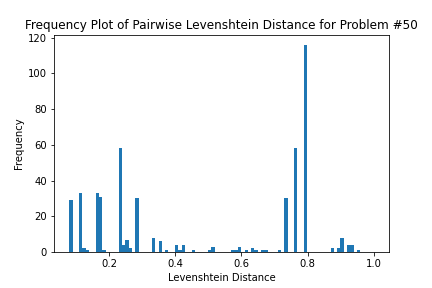 Frequency Plot of Pairwise Levenshtein Distance for Problem #50
120
100
80
60
40
20
0
Frequency
0.2 0.4 0.6 0.8 1.0
Levenshtein Distance